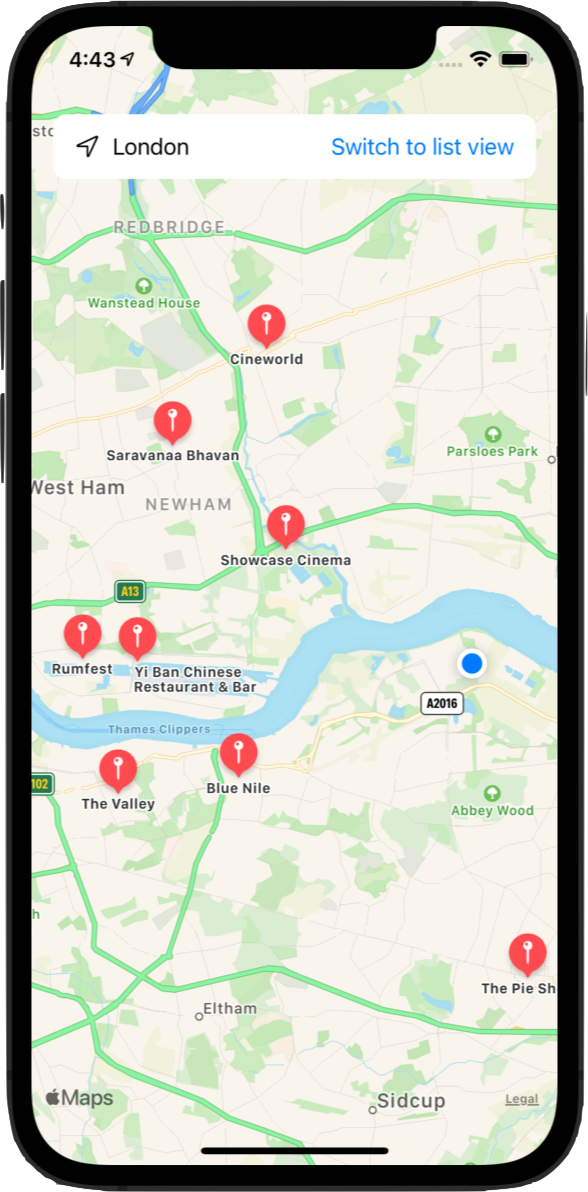 4:43
London
Switch to list view
REDBRIDGE
Wanstead House
Cineworld
Saravanaa Bhavan
Parsloes Park
West Ham
NEWHAM
Showcase Cinema
A13
Rumfest
Yi Ban Chinese
Restaurant & Bar
A2016
Thames Clippers
102
Blue Nile
The Valley
Abbey Wood
h
The Pie Sh
Eltham
Maps
Sidcup
Legal